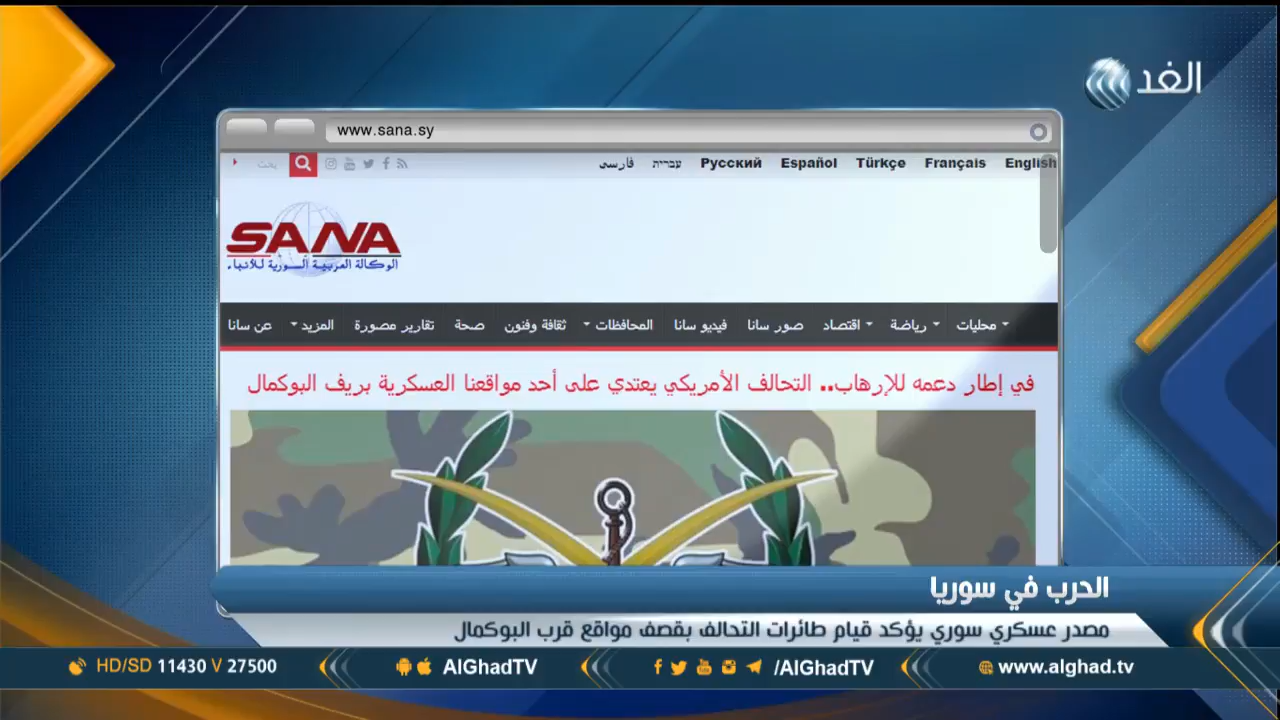 الغد
www.sana.sy
بحث
فارسی עברית Русский Español Türkçe Français English
SANA
الوكالة العربية السورية للأنباء
محليات رياضة اقتصاد صور سانا فيديو سانا المحافظات ثقافة وفنون صحة تقارير مصورة المزيد عن سانا
في إطار دعمه للإرهاب.. التحالف الأمريكي يعتدي على أحد مواقعنا العسكرية بريف البوكمال
الحرب في سوريا
مصدر عسكري سوري يؤكد قيام طائرات التحالف بقصف مواقع قرب البوكمال
HD/SD 11430 V 27500 AlGhadTV /AlGhadTV www.alghad.tv